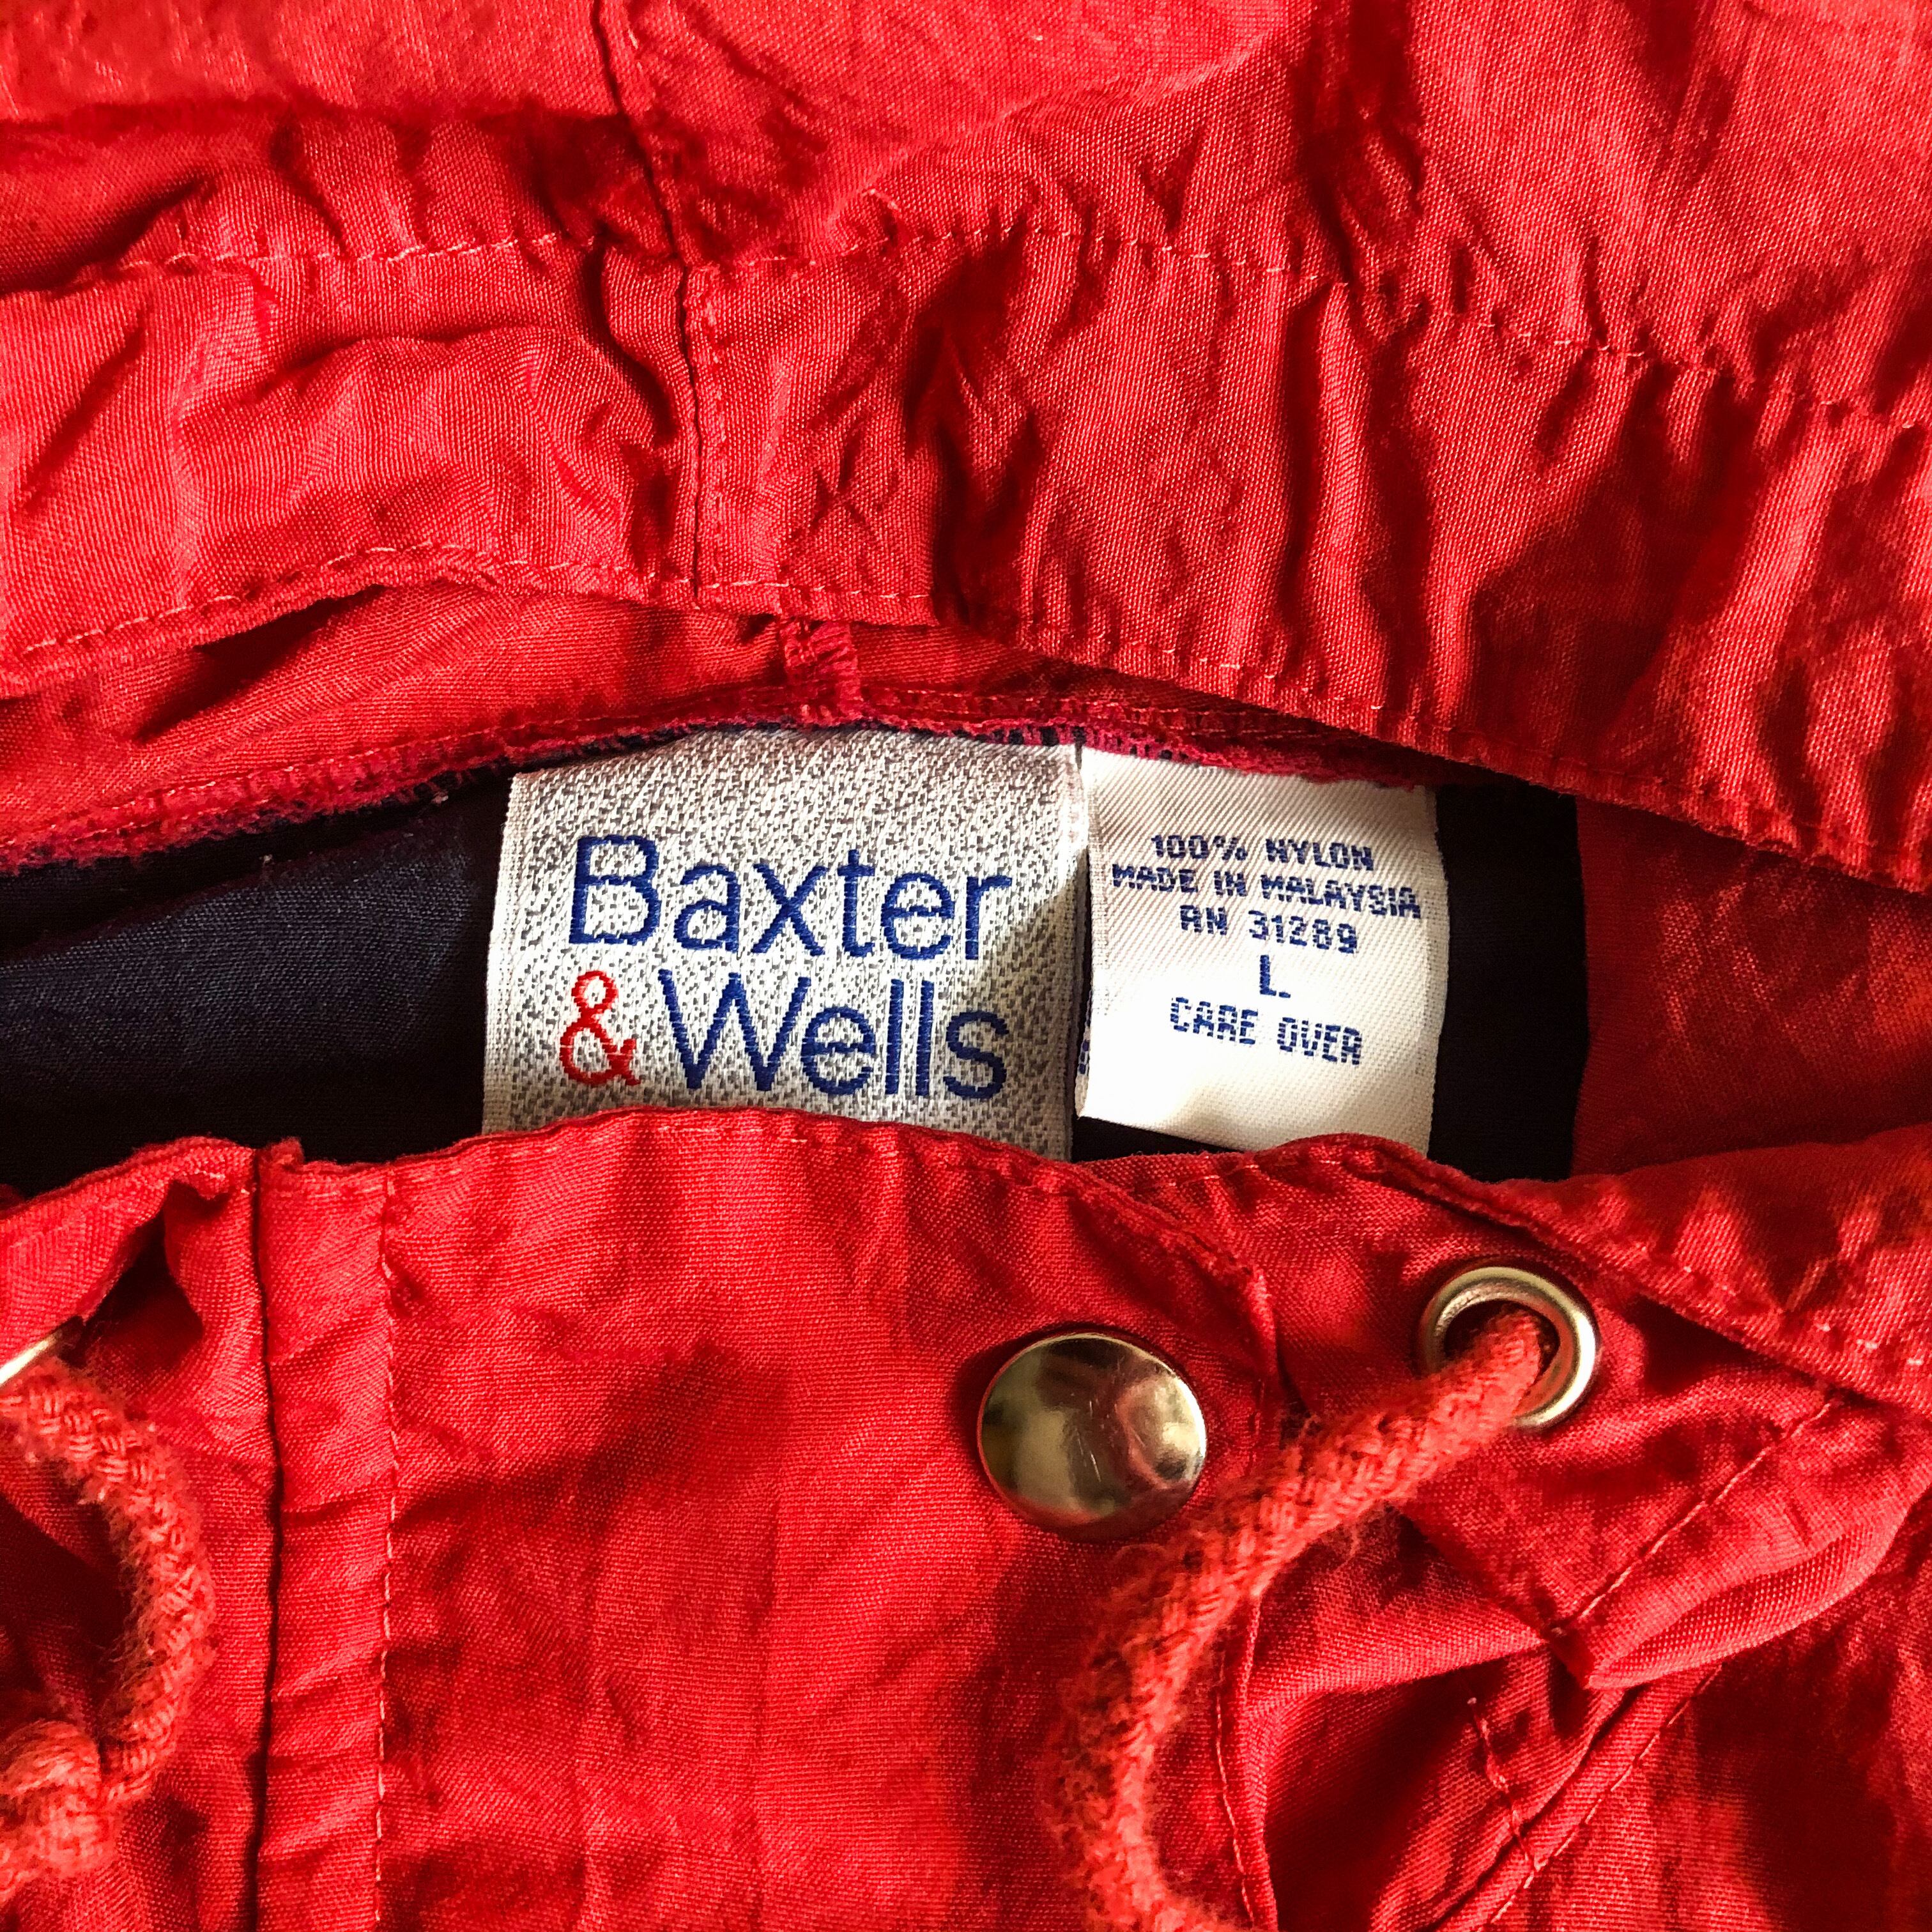 Baxter
& Wells
100% NYLON
MADE IN MALAYSIA
RN 31289
L.
CARE OVER